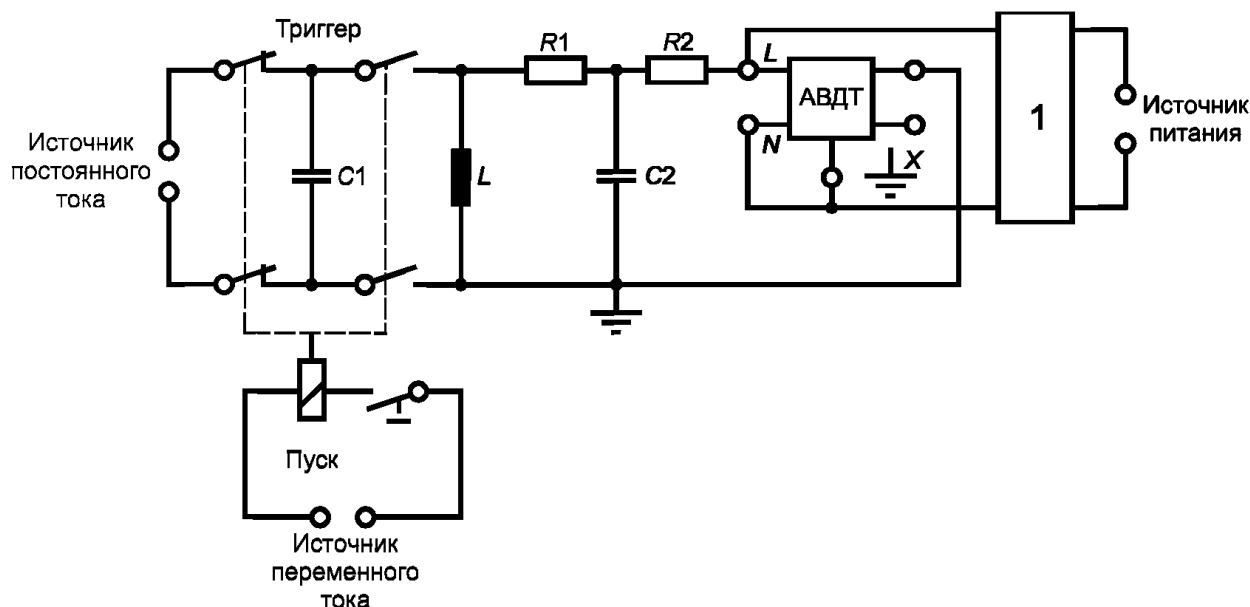 Триггер
R1
R2
L
АВДТ
N
X
1
Источник
питания
Источник
постоянного
тока
C1
L
C2
Пуск
Источник
переменного
тока